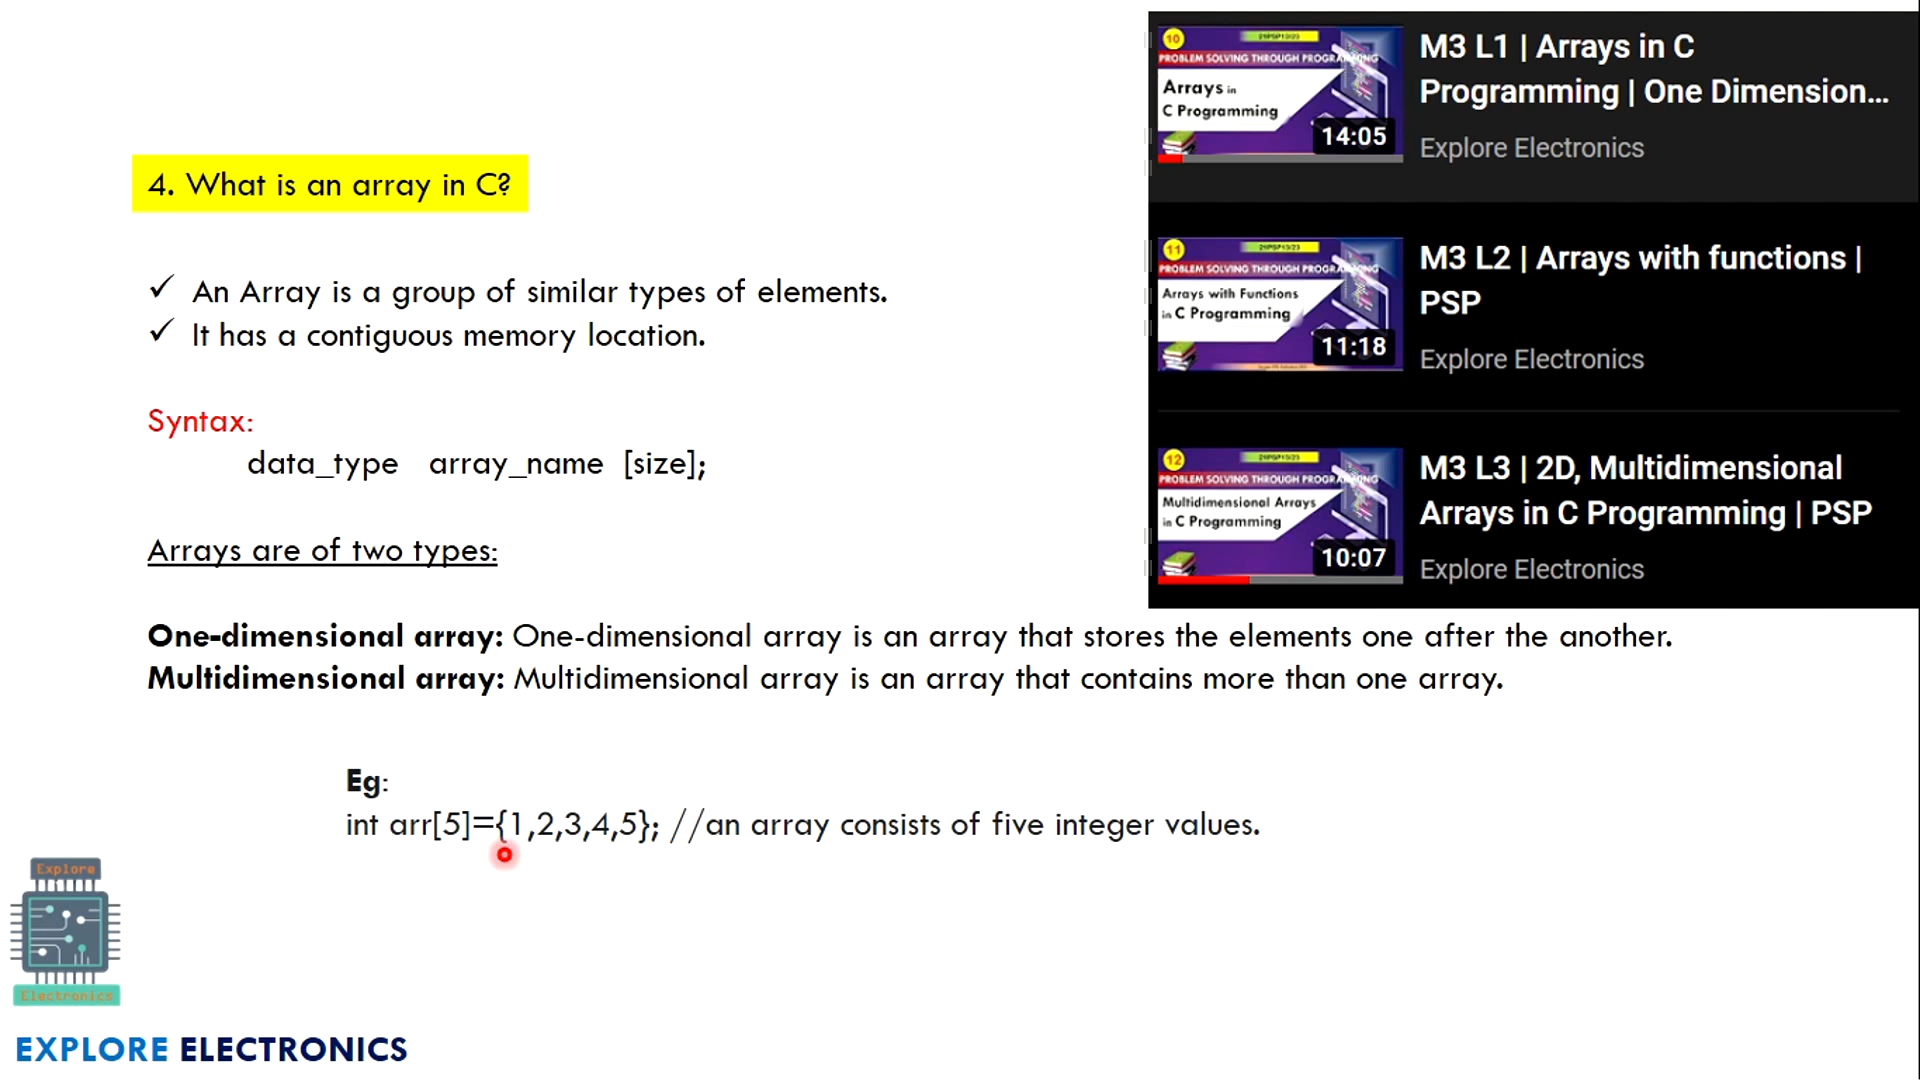 4. What is an array in C?
✓ An Array is a group of similar types of elements.
✓ It has a contiguous memory location.
Syntax:
data_type array_name [size];
Arrays are of two types:
One-dimensional array: One-dimensional array is an array that stores the elements one after the another.
Multidimensional array: Multidimensional array is an array that contains more than one array.
Eg:
int arr[5]={1,2,3,4,5}; //an array consists of five integer values.
10
21PSP13/23
PROBLEM SOLVING THROUGH PROGRAMMING
Arrays in
C Programming
14:05
M3 L1 | Arrays in C
Programming | One Dimension...
Explore Electronics
11
21PSP13/23
PROBLEM SOLVING THROUGH PROGRAMMING
Arrays with Functions
in C Programming
11:18
M3 L2 | Arrays with functions |
PSP
Explore Electronics
12
21PSP13/23
PROBLEM SOLVING THROUGH PROGRAMMING
Multidimensional Arrays
in C Programming
10:07
M3 L3 | 2D, Multidimensional
Arrays in C Programming | PSP
Explore Electronics
Explore
Electronics
EXPLORE ELECTRONICS